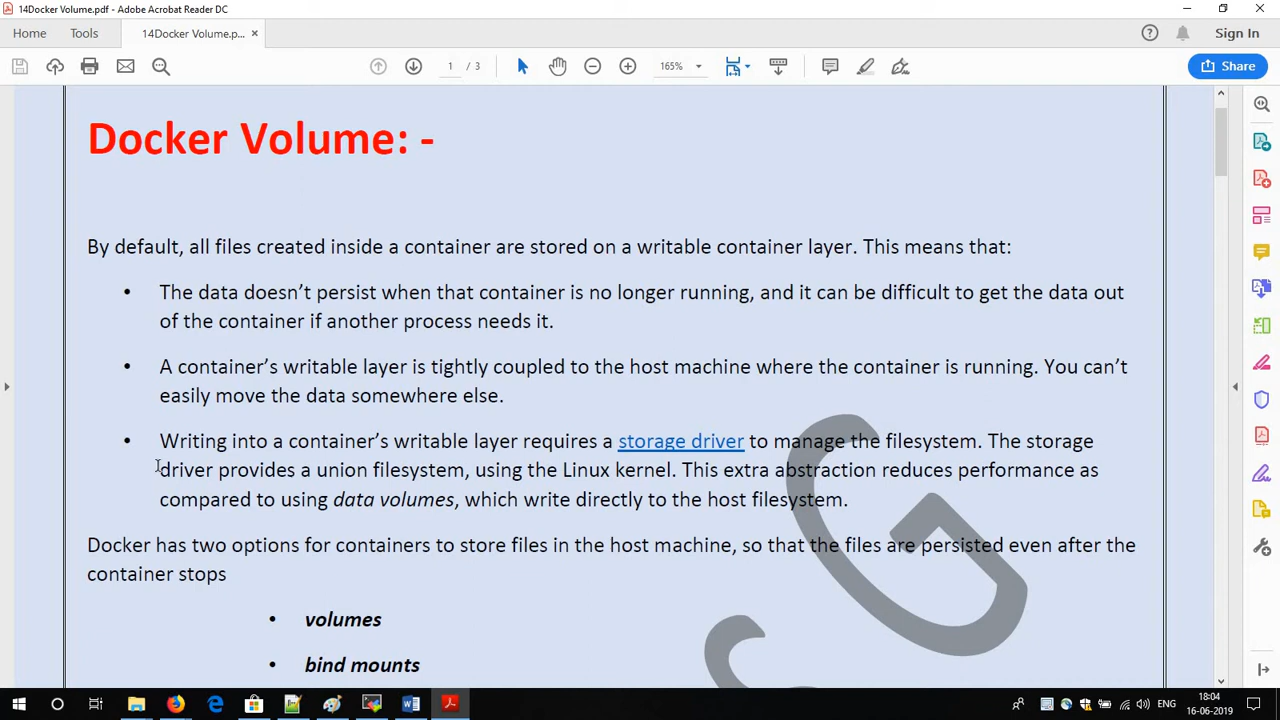 14Docker Volume.pdf - Adobe Acrobat Reader DC
Home
Tools
14Docker Volume.p...
Sign In
1 / 3
165%
Share
Docker Volume: -
By default, all files created inside a container are stored on a writable container layer. This means that:
• The data doesn’t persist when that container is no longer running, and it can be difficult to get the data out
of the container if another process needs it.
• A container’s writable layer is tightly coupled to the host machine where the container is running. You can’t
easily move the data somewhere else.
• Writing into a container’s writable layer requires a storage driver to manage the filesystem. The storage
driver provides a union filesystem, using the Linux kernel. This extra abstraction reduces performance as
compared to using data volumes, which write directly to the host filesystem.
Docker has two options for containers to store files in the host machine, so that the files are persisted even after the
container stops
• volumes
• bind mounts
G
ENG
18:04
16-06-2019